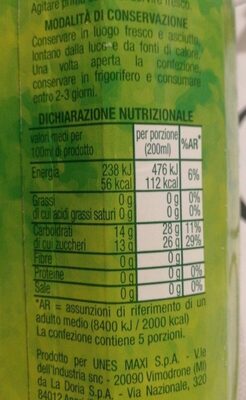 Agitare prima
servire fresco
MODALITÀ DI CONSERVAZIONE
Conservare in luogo fresco e asciutto,
lontano dalla luce e da fonti di calore.
Una volta aperta la confezione,
conservare in frigorifero e consumare
entro 2-3 giorni.
DICHIARAZIONE NUTRIZIONALE
valori medi per 100ml di prodotto per porzione (200ml) %AR*
Energia 238 kJ 476 kJ 6%
56 kcal 112 kcal
Grassi 0 g 0 g 0%
di cui acidi grassi saturi 0 g 0 g 0%
Carboidrati 14 g 28 g 11%
di cui zuccheri 13 g 26 g 29%
Fibre 0 g 0 g
Proteine 0 g 0 g 0%
Sale 0 g 0 g 0%
*AR = assunzioni di riferimento di un
adulto medio (8400 kJ / 2000 kcal)
La confezione contiene 5 porzioni.
Prodotto per UNES MAXI S.p.A. - V.le
dell'Industria snc - 20090 Vimodrone (MI)
da La Doria S.p.A. - Via Nazionale, 320
84012